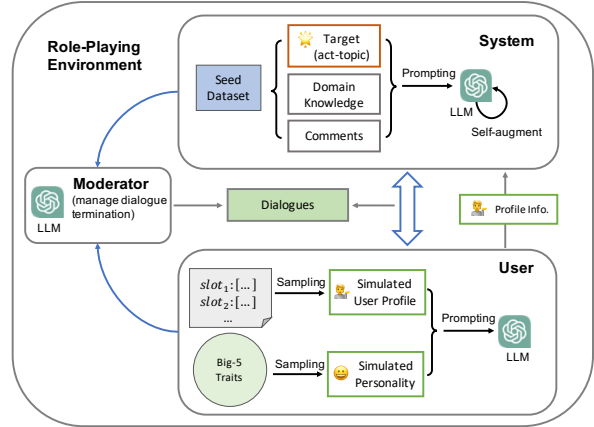 Role-Playing
Environment
System
Seed
Dataset
Target
(act-topic)
Domain
Knowledge
Comments
Prompting
LLM
Self-augment
Moderator
(manage dialogue
termination)
LLM
Dialogues
Profile Info.
User
slot₁:[…]
slot₂:[…]
…
Sampling
Simulated
User Profile
Big-5
Traits
Sampling
Simulated
Personality
Prompting
LLM